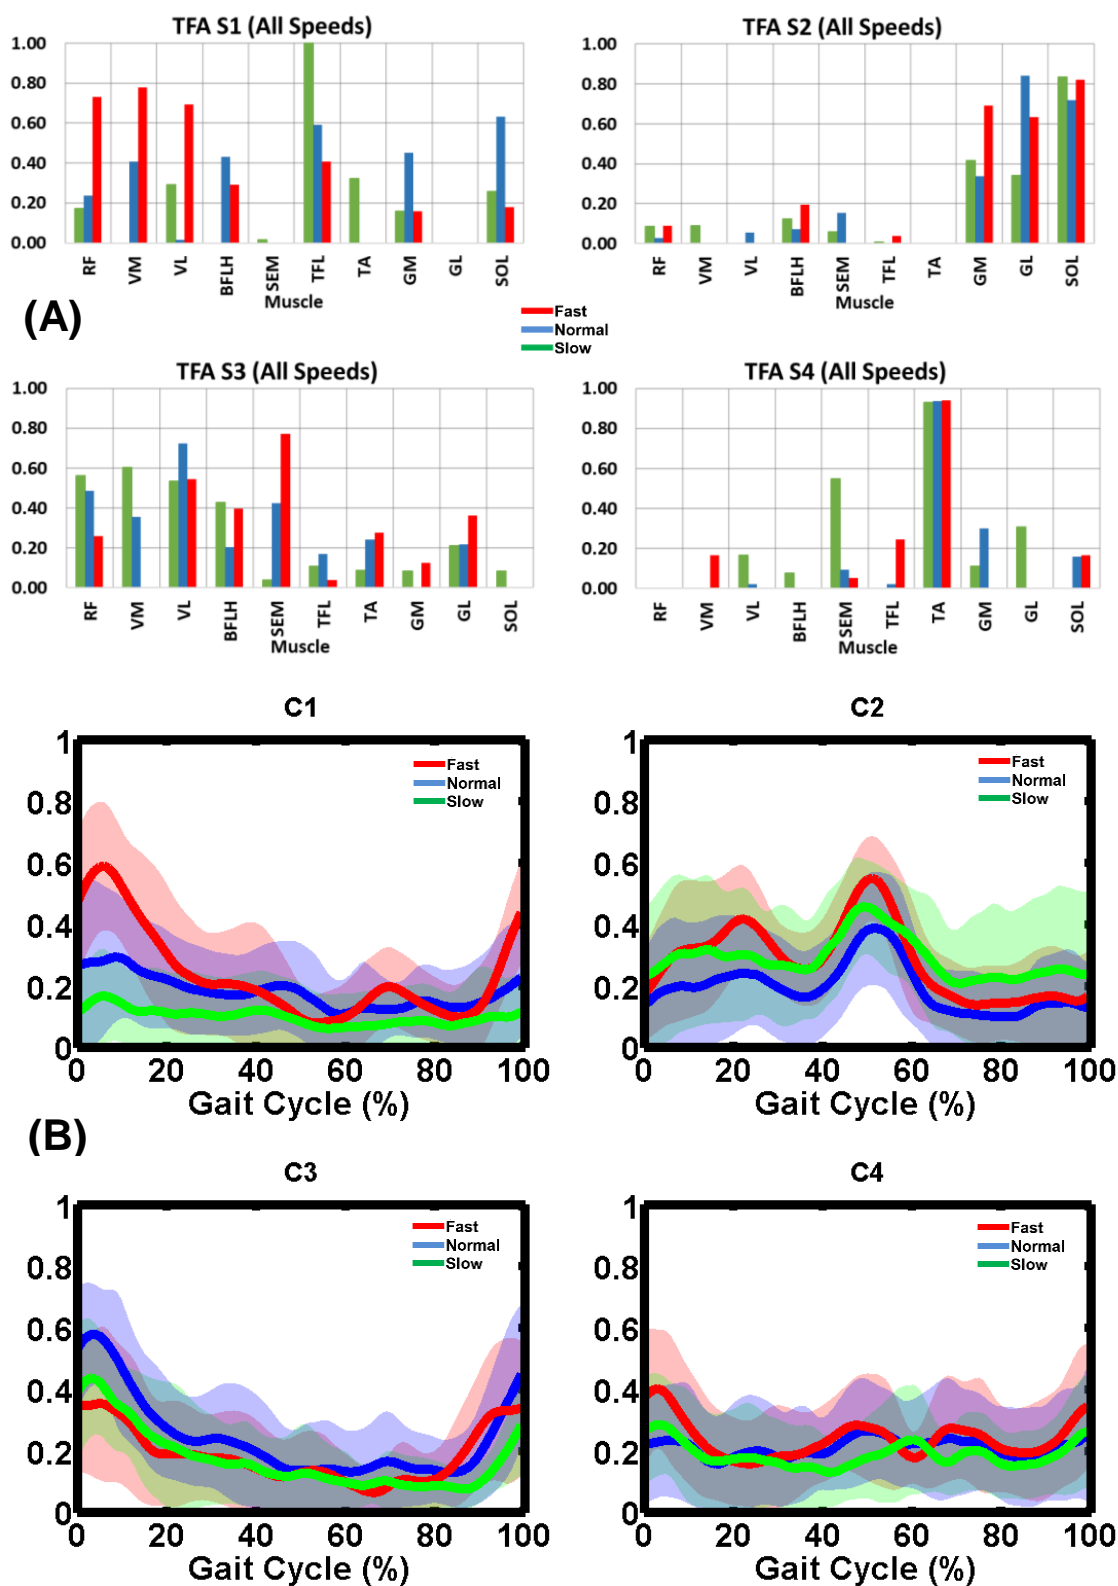 TFA S1 (All Speeds)
1.00
0.80
0.60
0.40
0.20
0.00
RF
VM
VL
BFLH
SEM
TFL
TA
GM
GL
SOL
Muscle
TFA S2 (All Speeds)
1.00
0.80
0.60
0.40
0.20
0.00
RF
VM
VL
BFLH
SEM
TFL
TA
GM
GL
SOL
Muscle
(A)
Fast
Normal
Slow
TFA S3 (All Speeds)
1.00
0.80
0.60
0.40
0.20
0.00
RF
VM
VL
BFLH
SEM
TFL
TA
GM
GL
SOL
Muscle
TFA S4 (All Speeds)
1.00
0.80
0.60
0.40
0.20
0.00
RF
VM
VL
BFLH
SEM
TFL
TA
GM
GL
SOL
Muscle
C1
Fast
Normal
Slow
1
0.8
0.6
0.4
0.2
0
0 20 40 60 80 100
Gait Cycle (%)
C2
Fast
Normal
Slow
1
0.8
0.6
0.4
0.2
0
0 20 40 60 80 100
Gait Cycle (%)
(B)
C3
Fast
Normal
Slow
1
0.8
0.6
0.4
0.2
0
0 20 40 60 80 100
Gait Cycle (%)
C4
Fast
Normal
Slow
1
0.8
0.6
0.4
0.2
0
0 20 40 60 80 100
Gait Cycle (%)